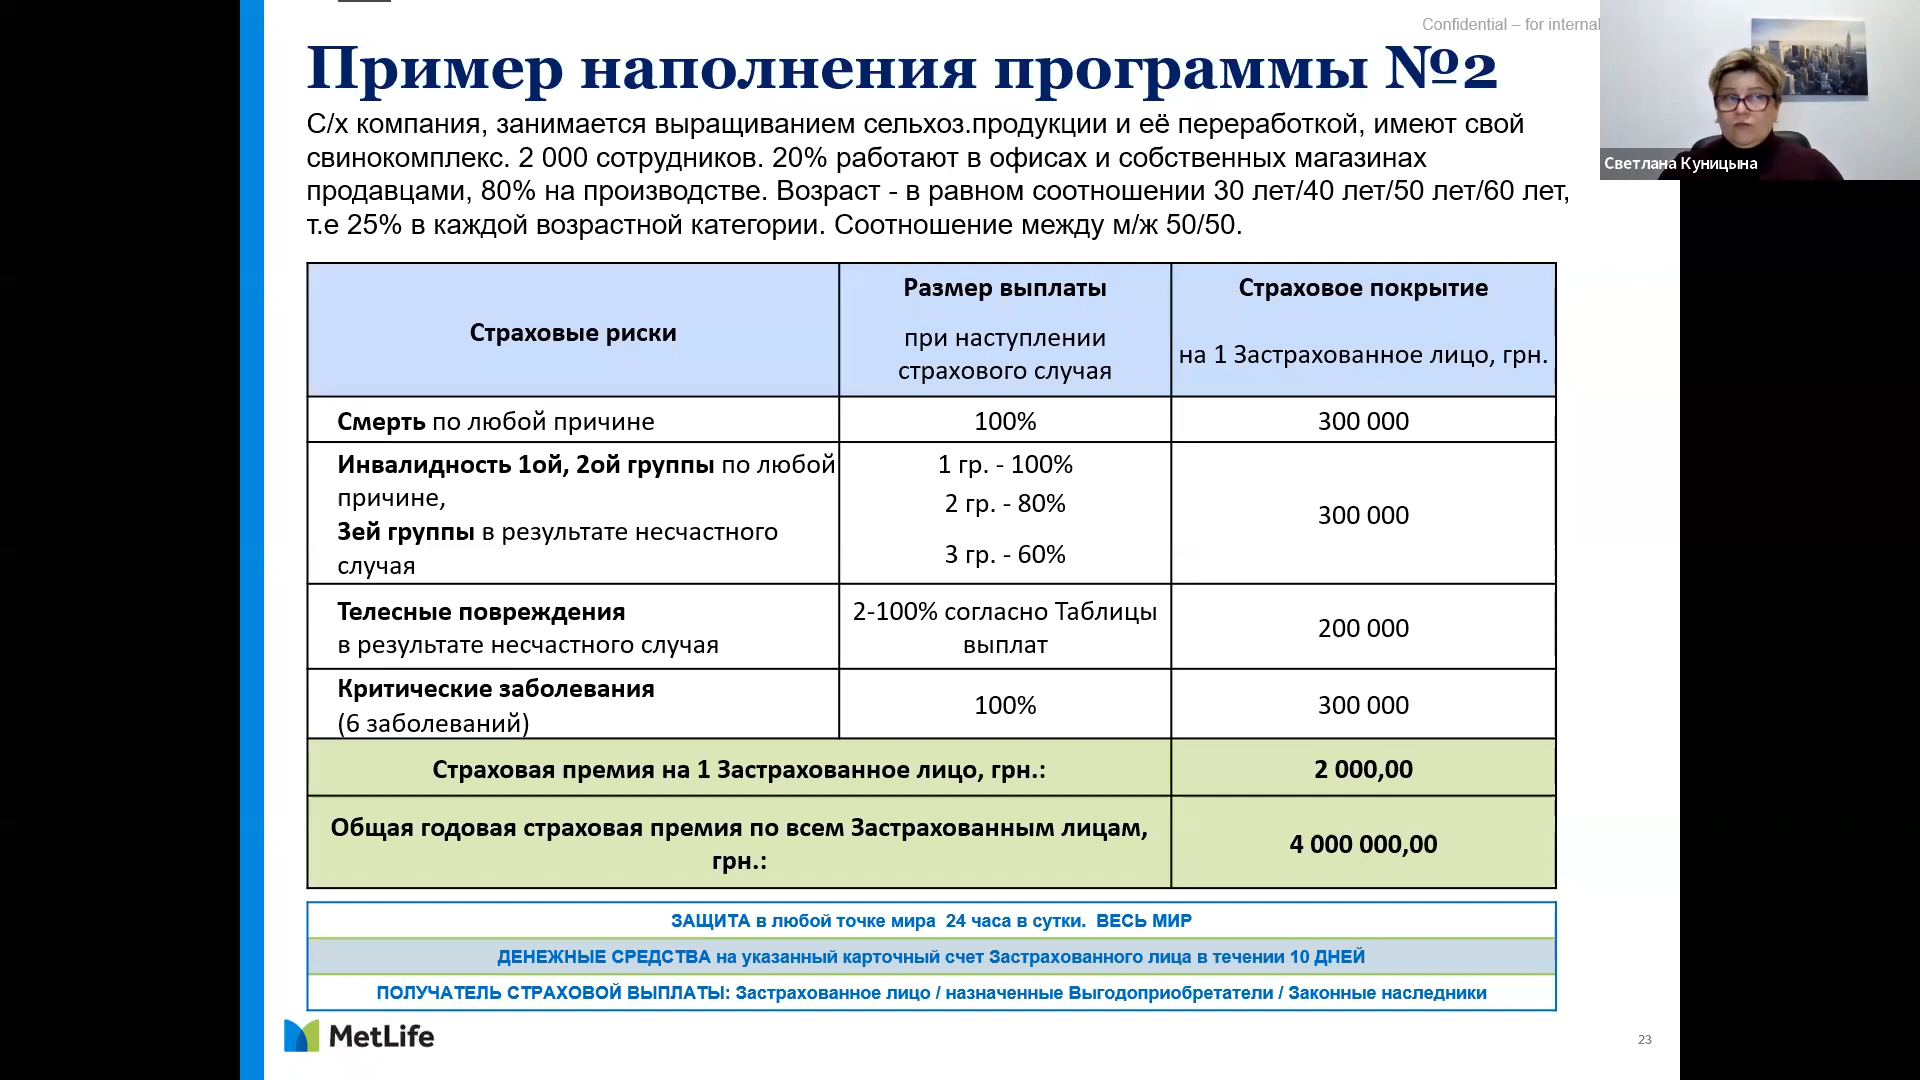 Confidential – for internal
Пример наполнения программы №2
С/х компания, занимается выращиванием сельхоз.продукции и её переработкой, имеют свой
свинокомплекс. 2 000 сотрудников. 20% работают в офисах и собственных магазинах
продавцами, 80% на производстве. Возраст - в равном соотношении 30 лет/40 лет/50 лет/60 лет,
т.е 25% в каждой возрастной категории. Соотношение между м/ж 50/50.
Светлана Куницына
Страховые риски
Размер выплаты
при наступлении
страхового случая
Страховое покрытие
на 1 Застрахованное лицо, грн.
Смерть по любой причине
100%
300 000
Инвалидность 1ой, 2ой группы по любой
причине,
3ей группы в результате несчастного
случая
1 гр. - 100%
2 гр. - 80%
3 гр. - 60%
300 000
Телесные повреждения
в результате несчастного случая
2-100% согласно Таблицы
выплат
200 000
Критические заболевания
(6 заболеваний)
100%
300 000
Страховая премия на 1 Застрахованное лицо, грн.:
2 000,00
Общая годовая страховая премия по всем Застрахованным лицам,
грн.:
4 000 000,00
ЗАЩИТА в любой точке мира 24 часа в сутки. ВЕСЬ МИР
ДЕНЕЖНЫЕ СРЕДСТВА на указанный карточный счет Застрахованного лица в течении 10 ДНЕЙ
ПОЛУЧАТЕЛЬ СТРАХОВОЙ ВЫПЛАТЫ: Застрахованное лицо / назначенные Выгодоприобретатели / Законные наследники
MetLife
23